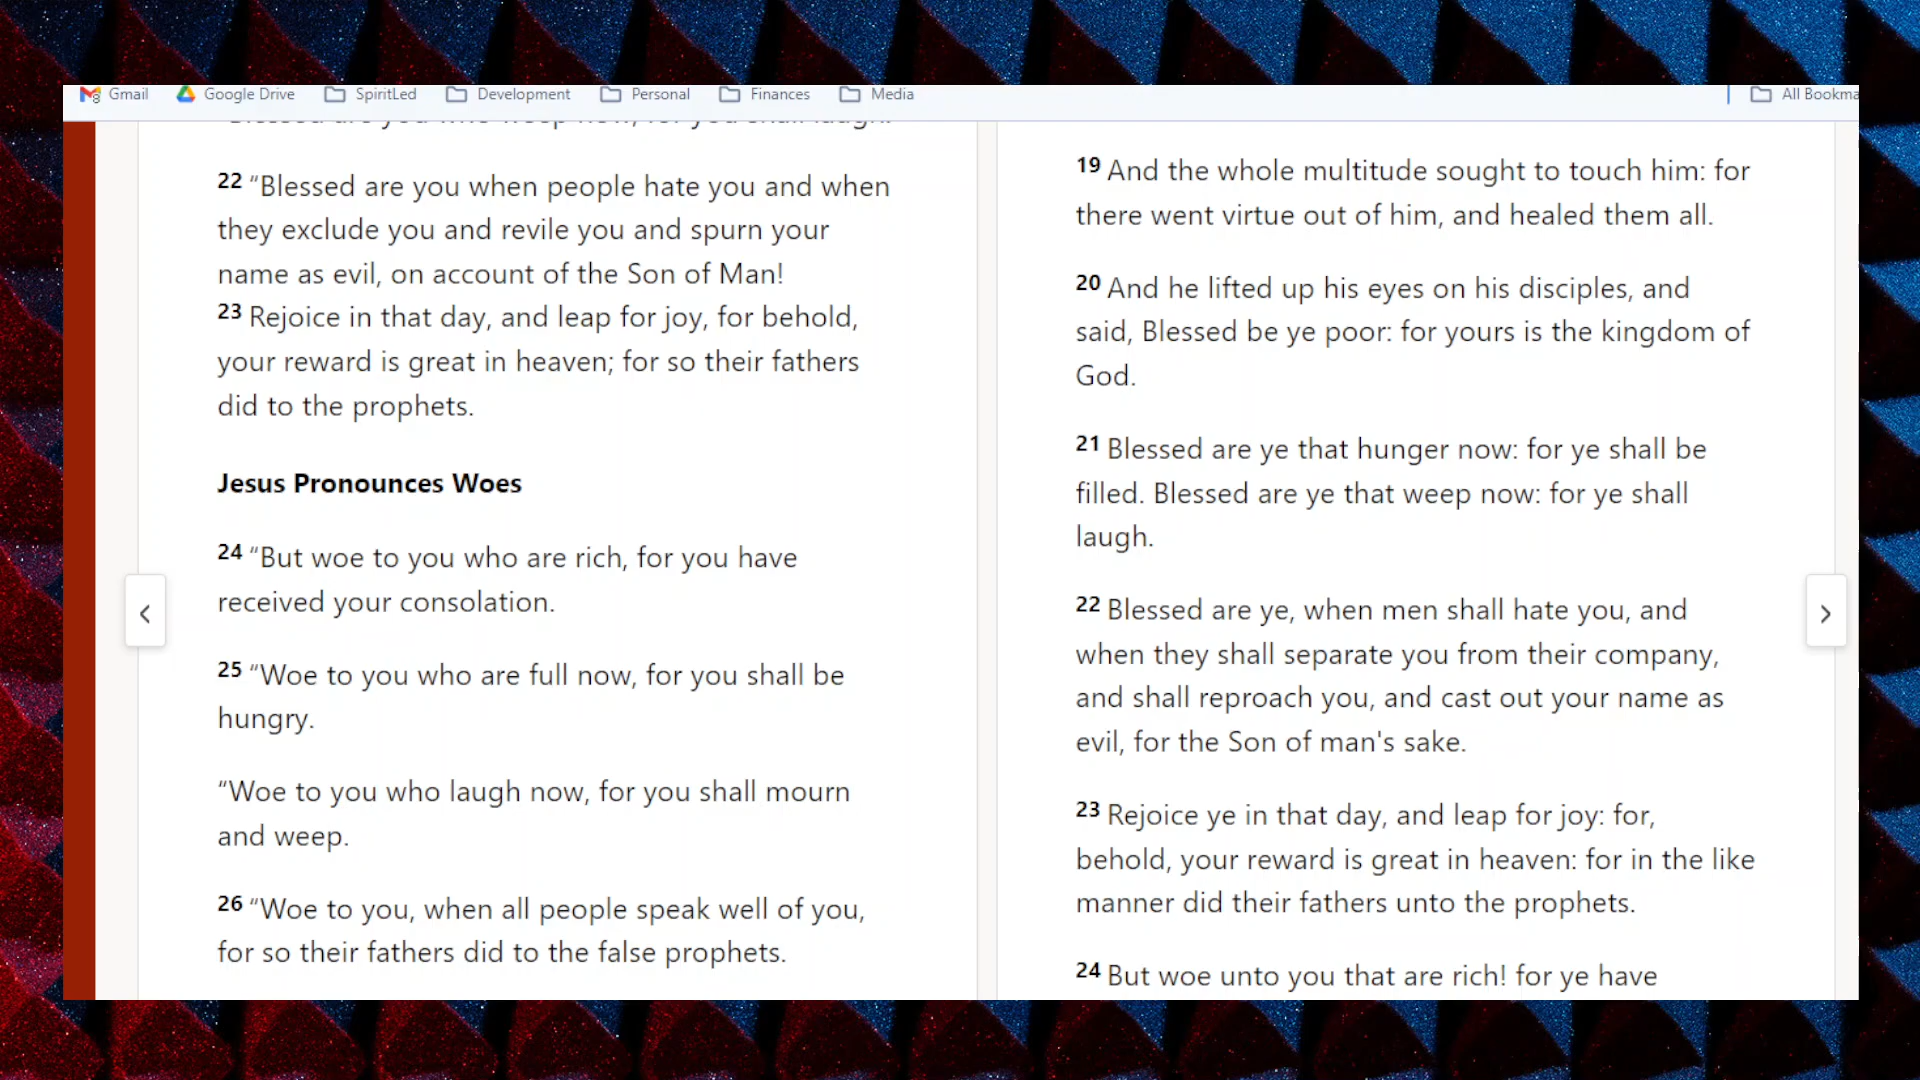 Gmail Google Drive SpiritLed Development Personal Finances Media All Bookma
Blessed are you who weep now, for you shall laugh.
22 “Blessed are you when people hate you and when
they exclude you and revile you and spurn your
name as evil, on account of the Son of Man!
23 Rejoice in that day, and leap for joy, for behold,
your reward is great in heaven; for so their fathers
did to the prophets.
Jesus Pronounces Woes
24 “But woe to you who are rich, for you have
received your consolation.
25 “Woe to you who are full now, for you shall be
hungry.
“Woe to you who laugh now, for you shall mourn
and weep.
26 “Woe to you, when all people speak well of you,
for so their fathers did to the false prophets.
19 And the whole multitude sought to touch him: for
there went virtue out of him, and healed them all.
20 And he lifted up his eyes on his disciples, and
said, Blessed be ye poor: for yours is the kingdom of
God.
21 Blessed are ye that hunger now: for ye shall be
filled. Blessed are ye that weep now: for ye shall
laugh.
22 Blessed are ye, when men shall hate you, and
when they shall separate you from their company,
and shall reproach you, and cast out your name as
evil, for the Son of man's sake.
23 Rejoice ye in that day, and leap for joy: for,
behold, your reward is great in heaven: for in the like
manner did their fathers unto the prophets.
24 But woe unto you that are rich! for ye have